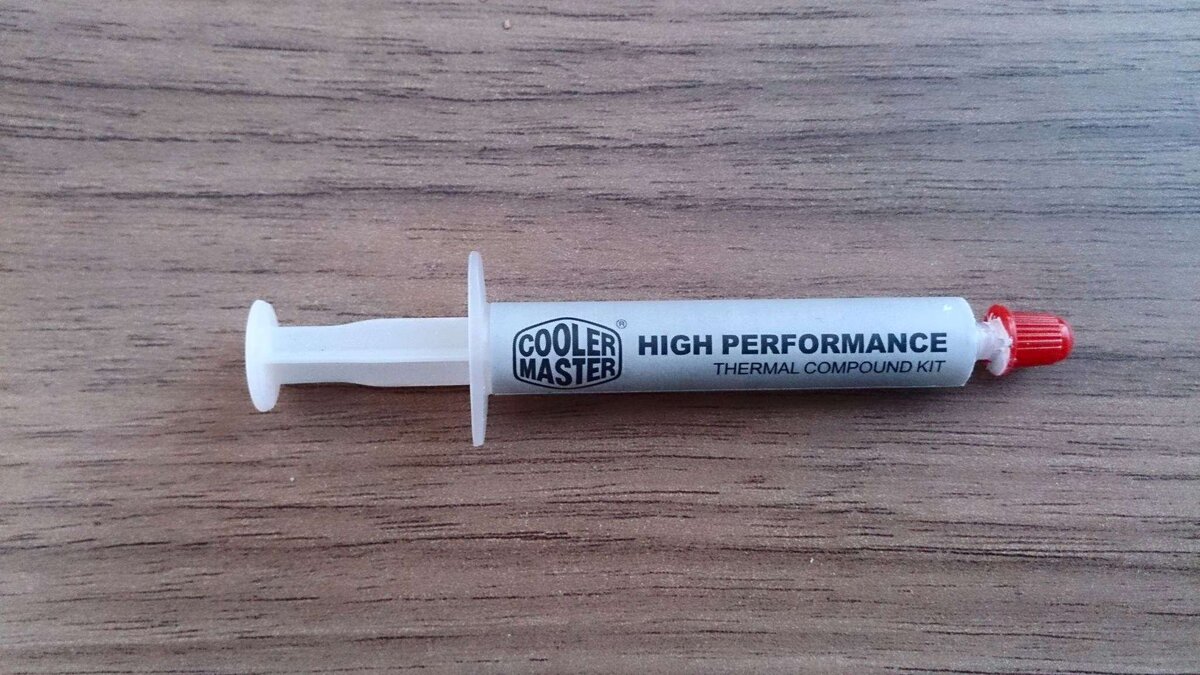 COOLER
MASTER®
HIGH PERFORMANCE
THERMAL COMPOUND KIT